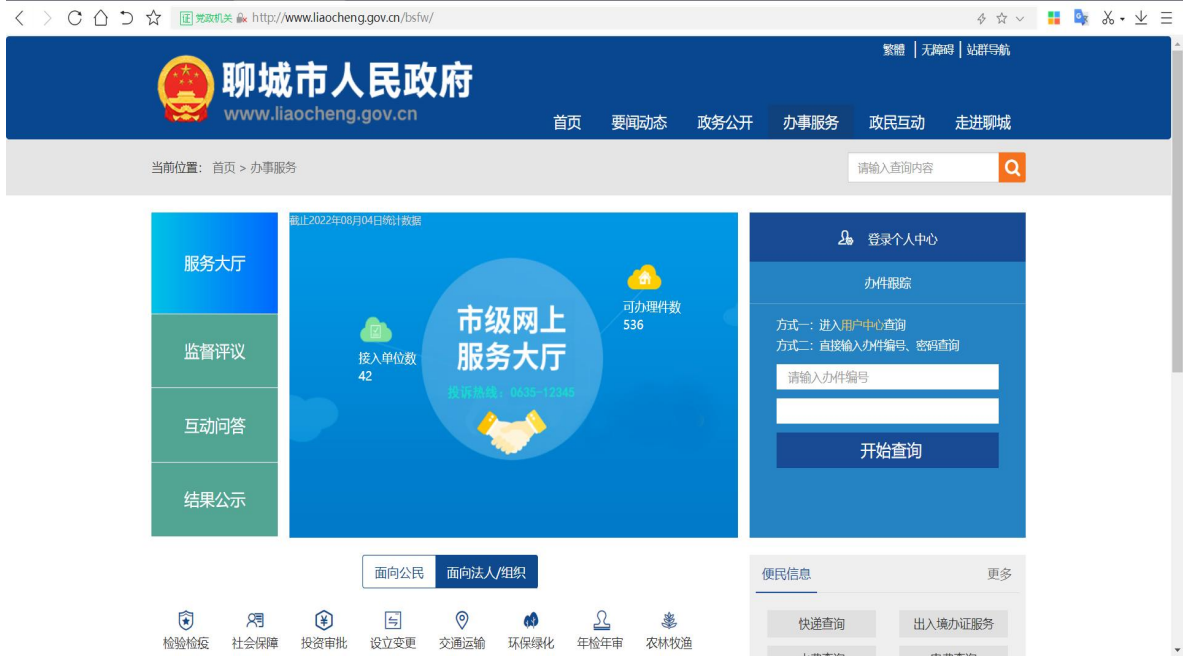 证 党政机关 http://www.liaocheng.gov.cn/bsfw/
繁體 | 无障碍 | 站群导航
聊城市人民政府
www.liaocheng.gov.cn
首页 要闻动态 政务公开 办事服务 政民互动 走进聊城
当前位置： 首页 > 办事服务
请输入查询内容
服务大厅
监督评议
互动问答
结果公示
截止2022年08月04日统计数据
可办理件数
536
市级网上
服务大厅
接入单位数
42
投诉热线：0635-12345
登录个人中心
办件跟踪
方式一：进入用户中心查询
方式二：直接输入办件编号、密码查询
请输入办件编号
开始查询
面向公民 面向法人/组织
检验检疫 社会保障 投资审批 设立变更 交通运输 环保绿化 年检年审 农林牧渔
便民信息 更多
快递查询 出入境办证服务